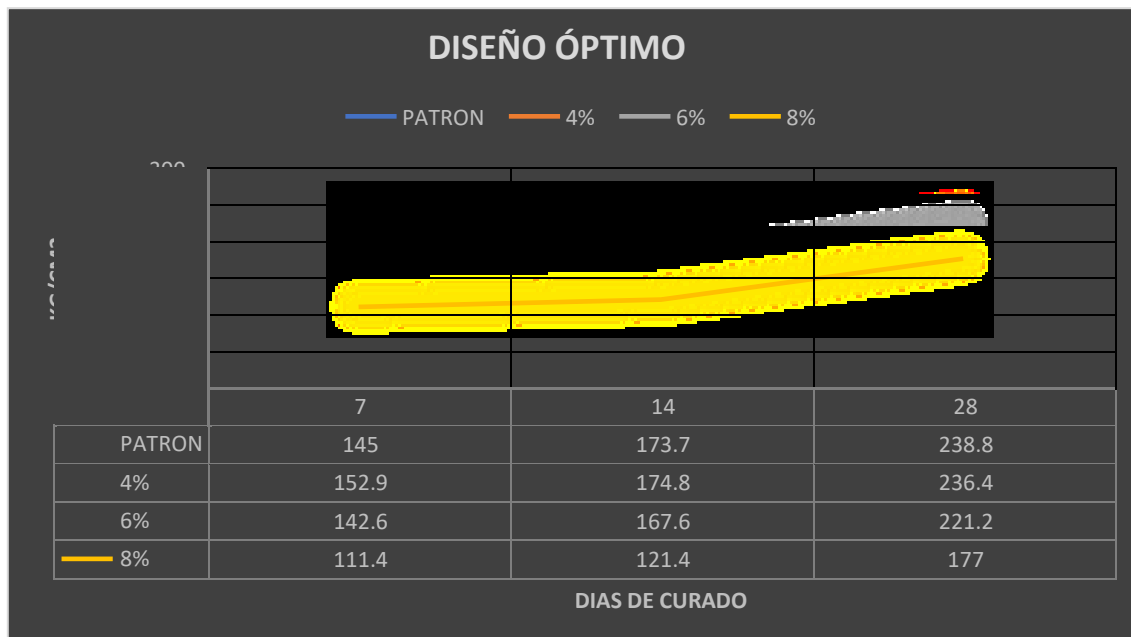 DISEÑO ÓPTIMO
PATRON 4% 6% 8%
7 14 28
PATRON 145 173.7 238.8
4% 152.9 174.8 236.4
6% 142.6 167.6 221.2
8% 111.4 121.4 177
DIAS DE CURADO